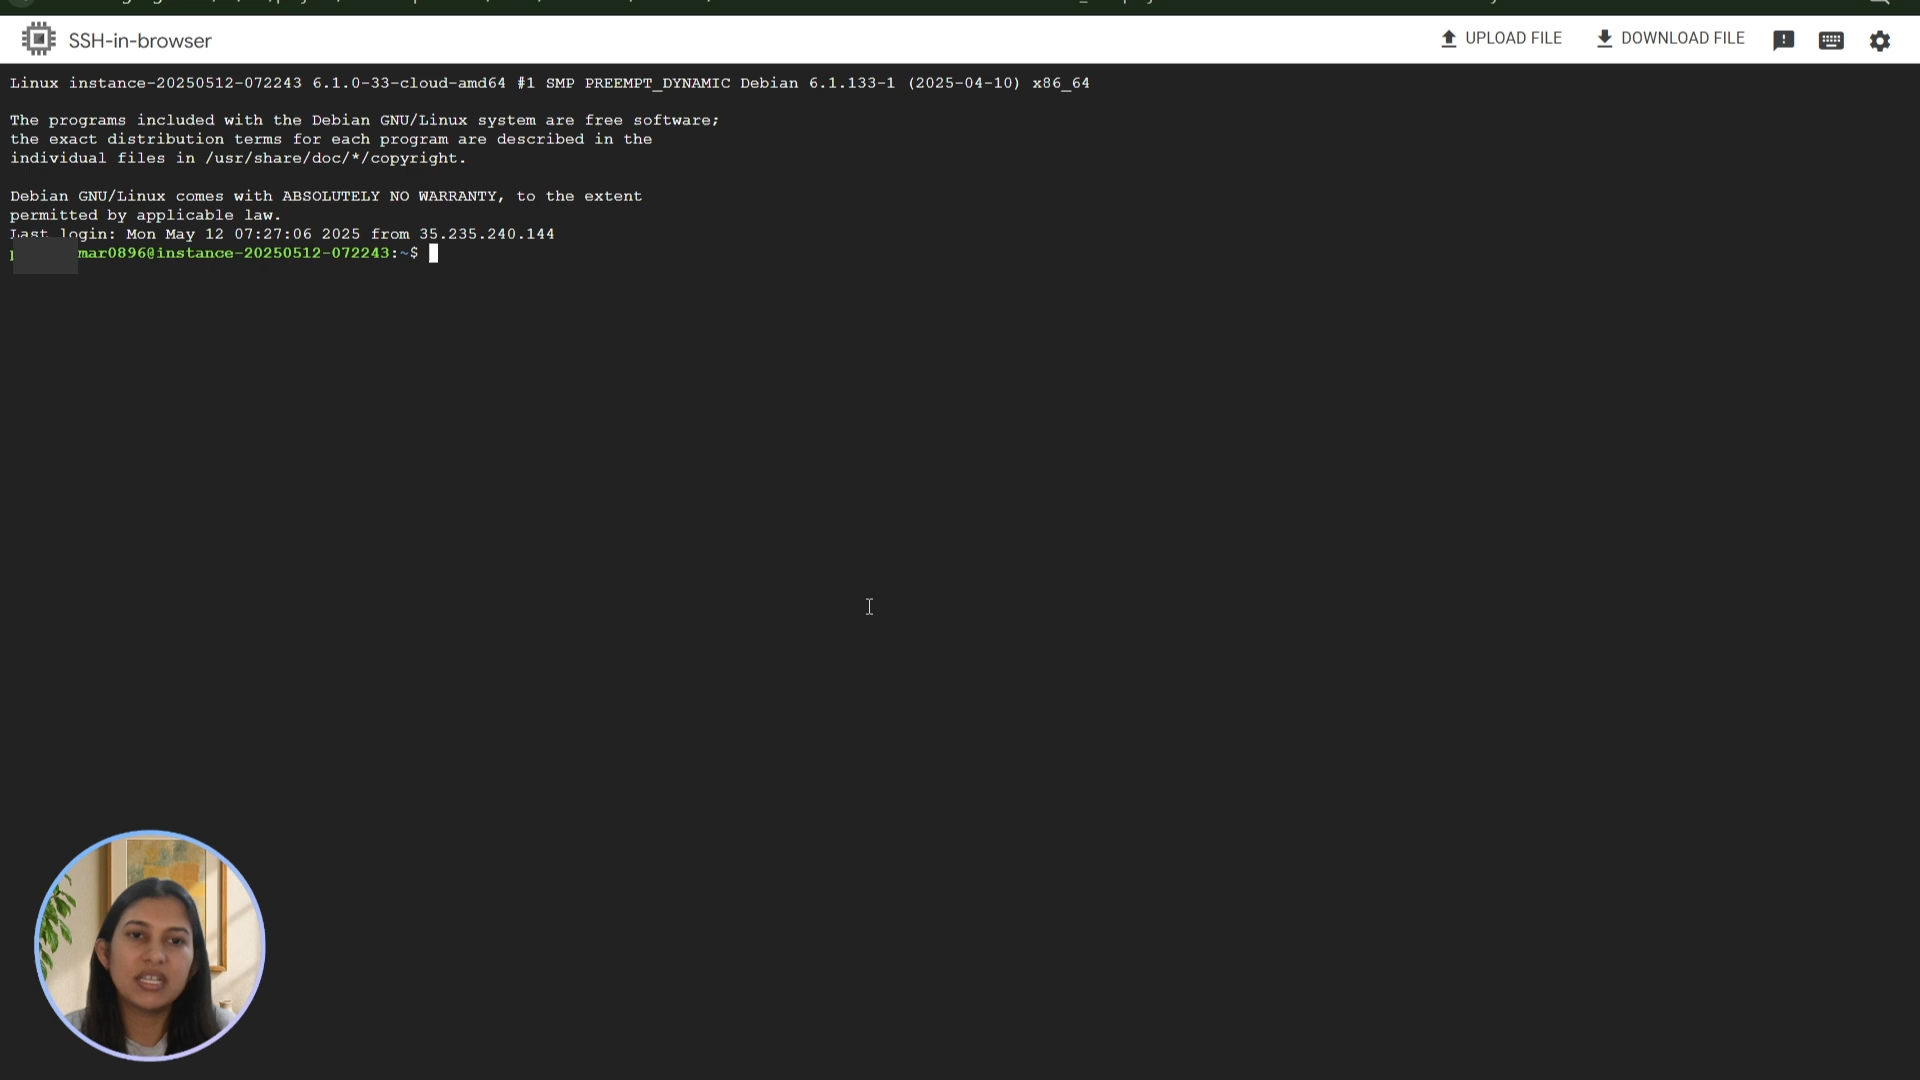 SSH-in-browser
UPLOAD FILE
DOWNLOAD FILE
Linux instance-20250512-072243 6.1.0-33-cloud-amd64 #1 SMP PREEMPT_DYNAMIC Debian 6.1.133-1 (2025-04-10) x86_64
The programs included with the Debian GNU/Linux system are free software;
the exact distribution terms for each program are described in the
individual files in /usr/share/doc/*/copyright.
Debian GNU/Linux comes with ABSOLUTELY NO WARRANTY, to the extent
permitted by applicable law.
Last login: Mon May 12 07:27:06 2025 from 35.235.240.144
mar0896@instance-20250512-072243:~$